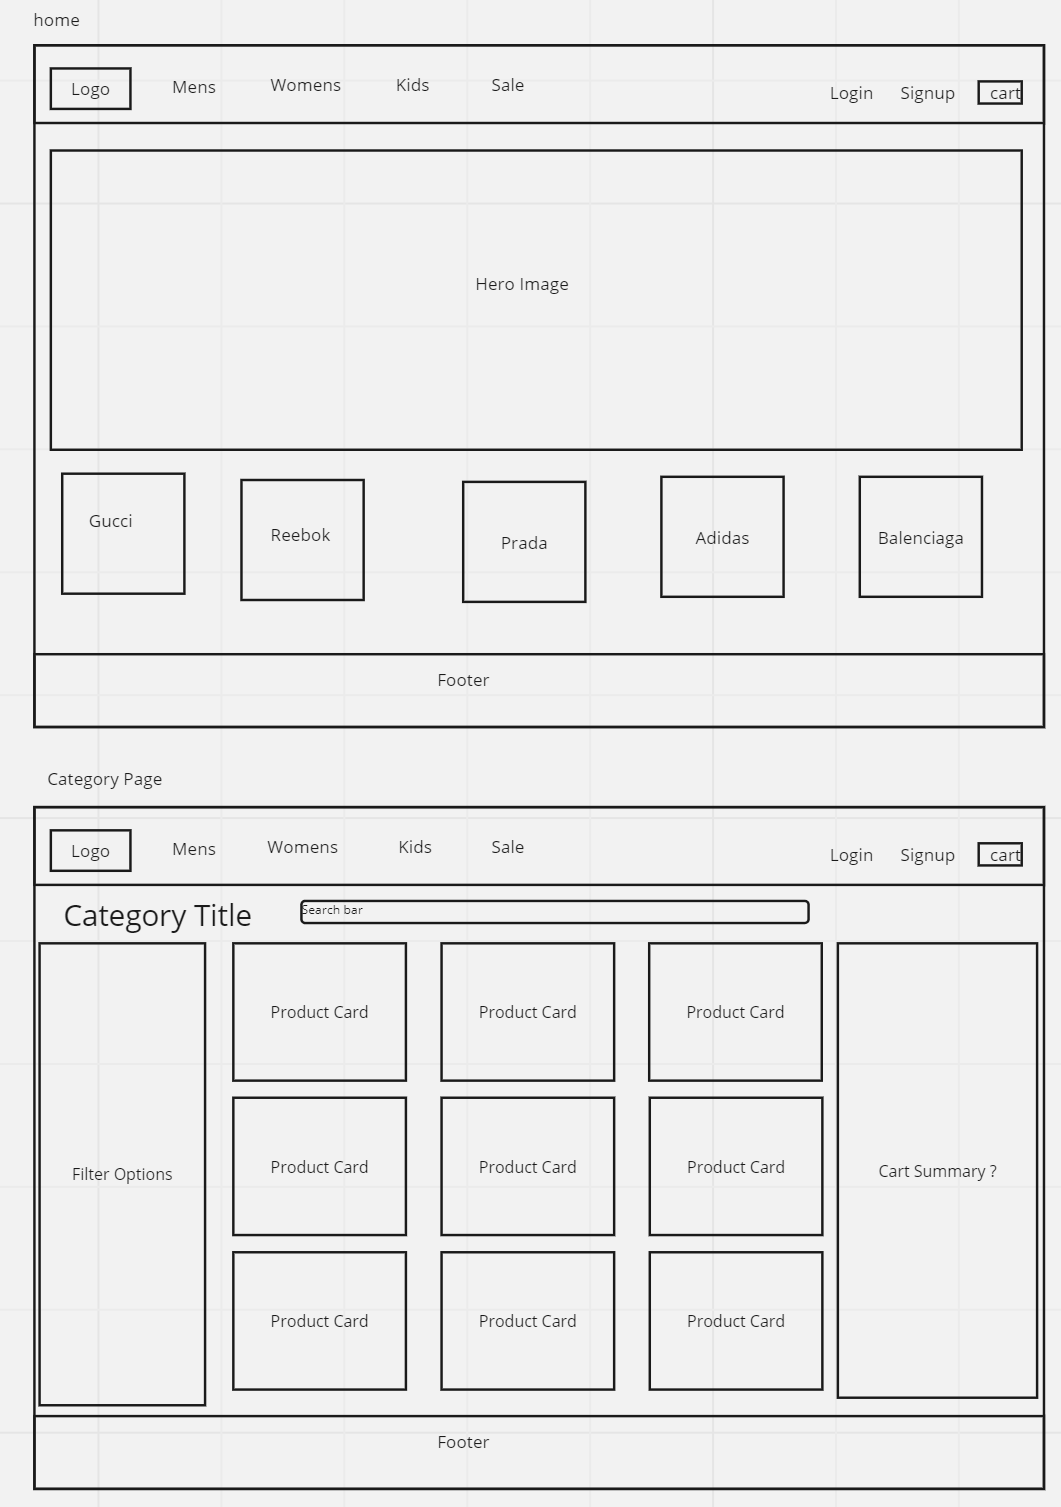 home
Logo
Mens
Womens
Kids
Sale
Login
Signup
cart
Hero Image
Gucci
Reebok
Prada
Adidas
Balenciaga
Footer
Category Page
Logo
Mens
Womens
Kids
Sale
Login
Signup
cart
Category Title
Search bar
Filter Options
Product Card
Product Card
Product Card
Product Card
Product Card
Product Card
Product Card
Product Card
Product Card
Cart Summary ?
Footer